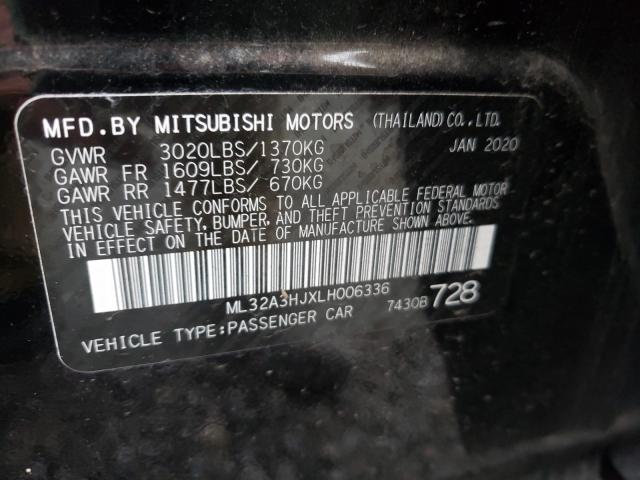 MFD.BY MITSUBISHI MOTORS (THAILAND)CO.,LTD.
GVWR 3020LBS/1370KG JAN 2020
GAWR FR 1609LBS/ 730KG
GAWR RR 1477LBS/ 670KG
THIS VEHICLE CONFORMS TO ALL APPLICABLE FEDERAL MOTOR
VEHICLE SAFETY, BUMPER, AND THEFT PREVENTION STANDARDS
IN EFFECT ON THE DATE OF MANUFACTURE SHOWN ABOVE.
ML32A3HJXLH006336
VEHICLE TYPE:PASSENGER CAR 7430B 728